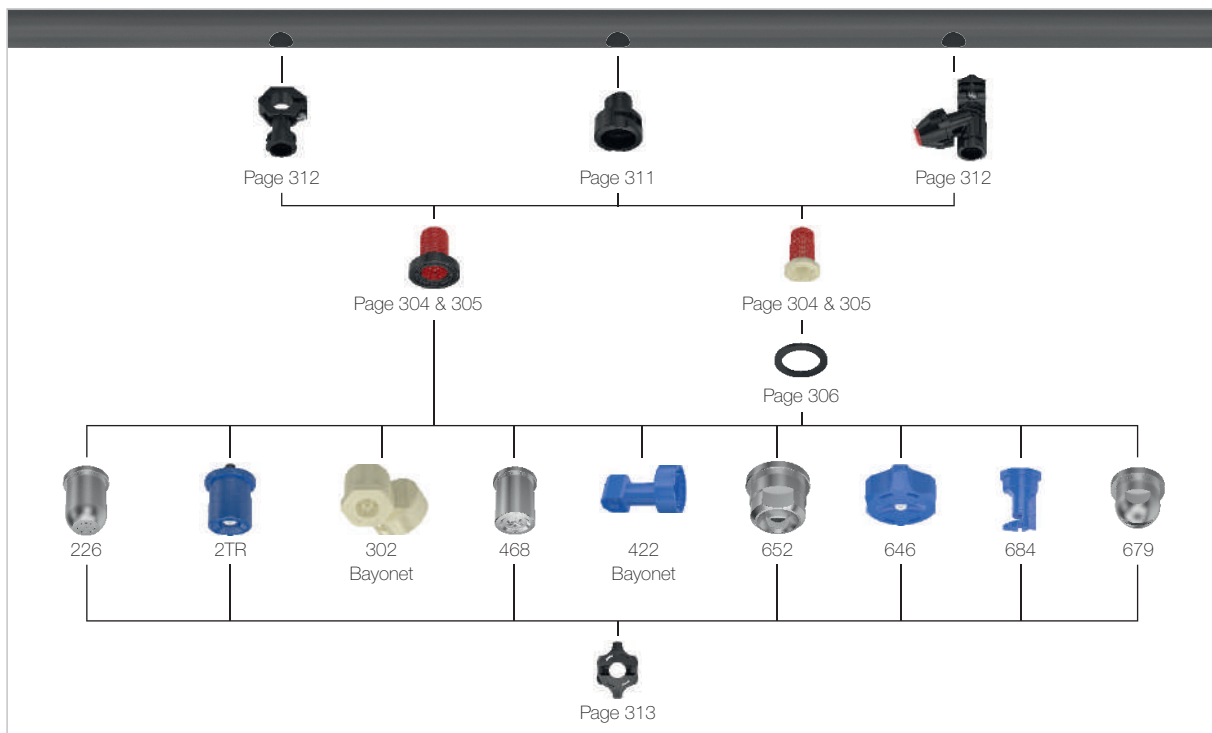 Page 312
Page 311
Page 312
Page 304 & 305
Page 304 & 305
Page 306
226
2TR
302
Bayonet
468
422
Bayonet
652
646
684
679
Page 313